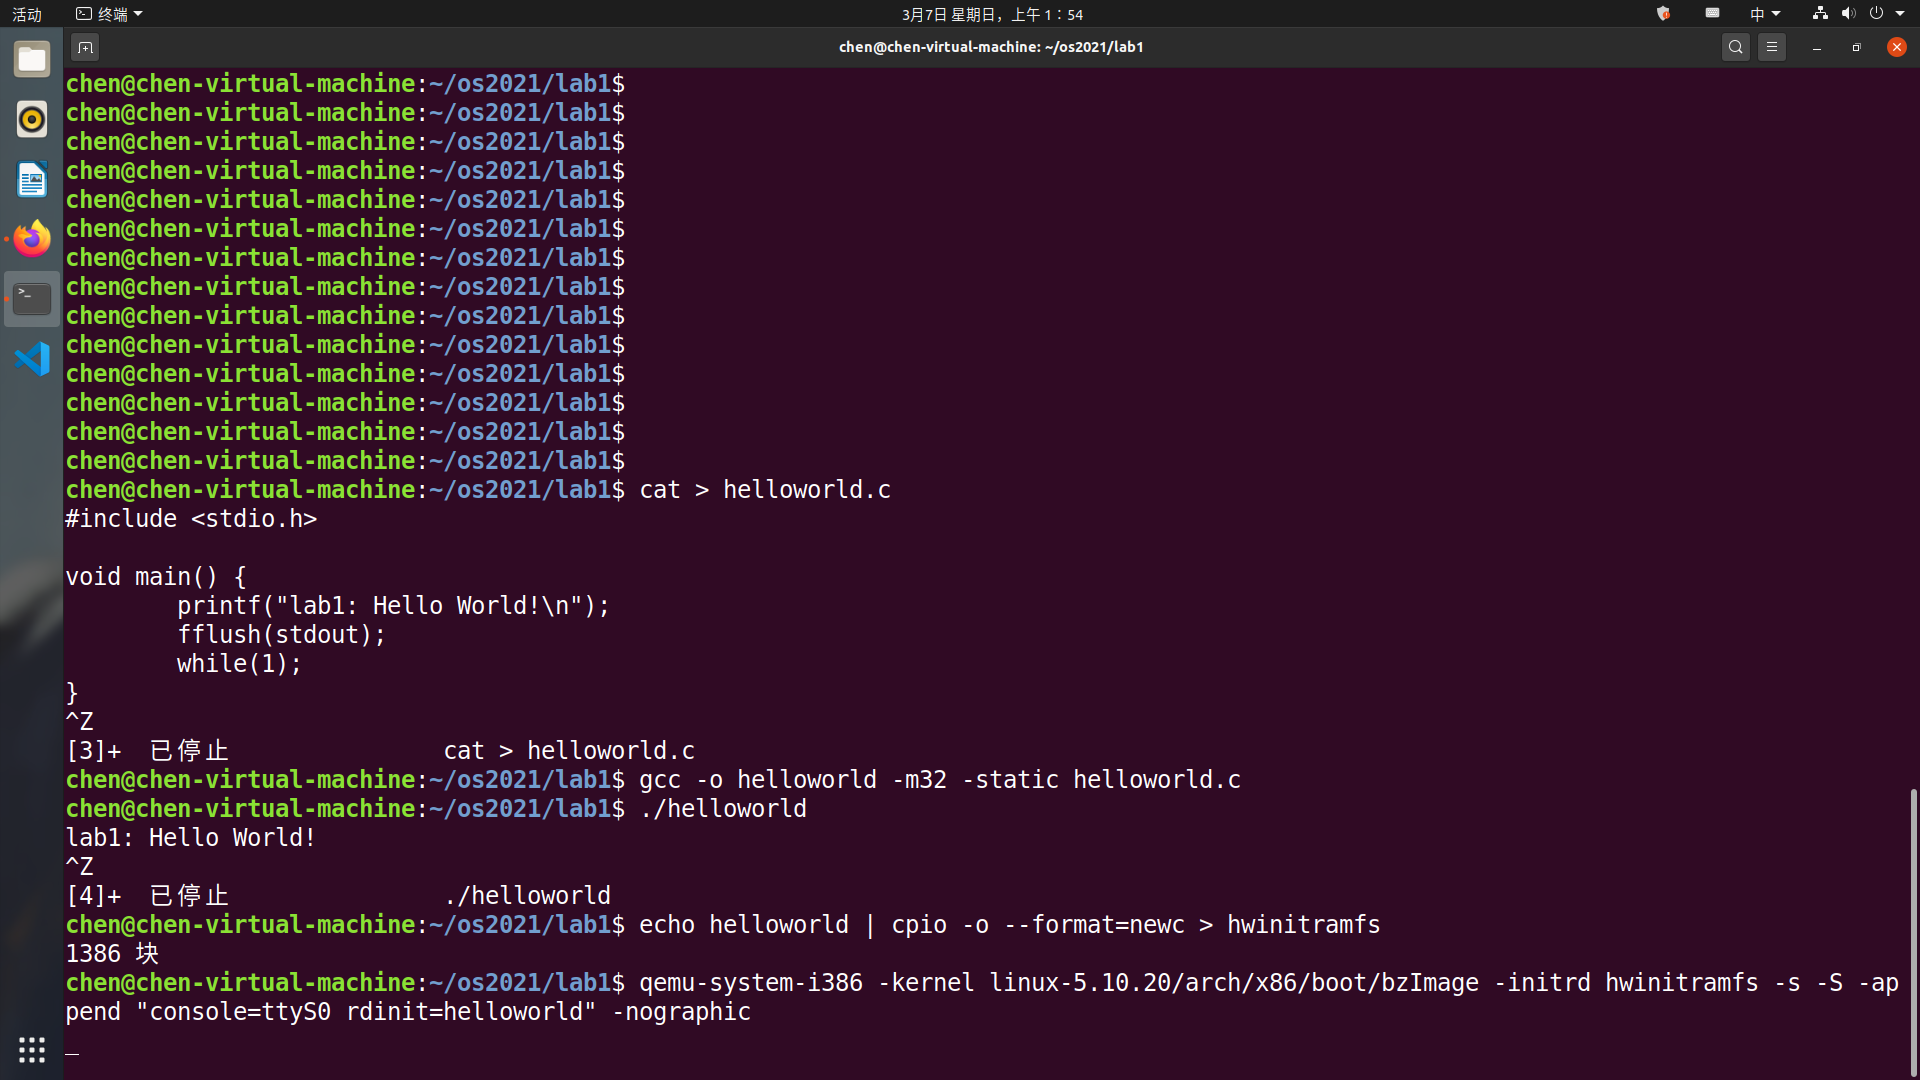 活动
终端
3月7日 星期日，上午 1：54
中
chen@chen-virtual-machine: ~/os2021/lab1
chen@chen-virtual-machine:~/os2021/lab1$
chen@chen-virtual-machine:~/os2021/lab1$
chen@chen-virtual-machine:~/os2021/lab1$
chen@chen-virtual-machine:~/os2021/lab1$
chen@chen-virtual-machine:~/os2021/lab1$
chen@chen-virtual-machine:~/os2021/lab1$
chen@chen-virtual-machine:~/os2021/lab1$
chen@chen-virtual-machine:~/os2021/lab1$
chen@chen-virtual-machine:~/os2021/lab1$
chen@chen-virtual-machine:~/os2021/lab1$
chen@chen-virtual-machine:~/os2021/lab1$
chen@chen-virtual-machine:~/os2021/lab1$
chen@chen-virtual-machine:~/os2021/lab1$
chen@chen-virtual-machine:~/os2021/lab1$
chen@chen-virtual-machine:~/os2021/lab1$ cat > helloworld.c
#include <stdio.h>

void main() {
        printf("lab1: Hello World!\n");
        fflush(stdout);
        while(1);
}
^Z
[3]+  已停止               cat > helloworld.c
chen@chen-virtual-machine:~/os2021/lab1$ gcc -o helloworld -m32 -static helloworld.c
chen@chen-virtual-machine:~/os2021/lab1$ ./helloworld
lab1: Hello World!
^Z
[4]+  已停止               ./helloworld
chen@chen-virtual-machine:~/os2021/lab1$ echo helloworld | cpio -o --format=newc > hwinitramfs
1386 块
chen@chen-virtual-machine:~/os2021/lab1$ qemu-system-i386 -kernel linux-5.10.20/arch/x86/boot/bzImage -initrd hwinitramfs -s -S -ap
pend "console=ttyS0 rdinit=helloworld" -nographic